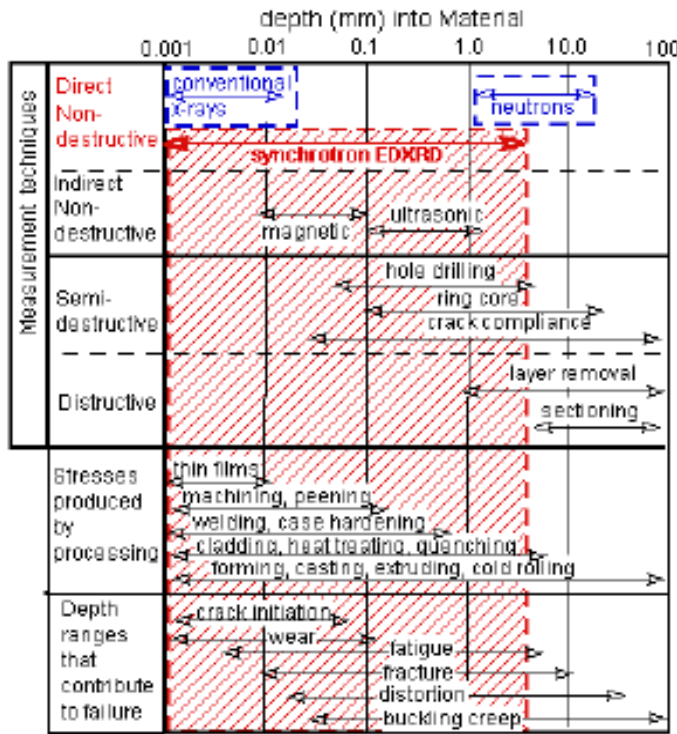 depth (mm) into Material
0.001 0.01 0.1 1.0 10.0 100
Measurement techniques
Direct
Non-
destructive
conventional
x-rays
neutrons
synchrotron EDXRD
Indirect
Non-
destructive
magnetic
ultrasonic
Semi-
destructive
hole drilling
ring core
crack compliance
Distructive
layer removal
sectioning
Stresses
produced
by
processing
thin films
machining, peening
welding, case hardening
cladding, heat treating, quenching
forming, casting, extruding, cold rolling
Depth
ranges
that
contribute
to failure
crack initiation
wear
fatigue
fracture
distortion
buckling creep